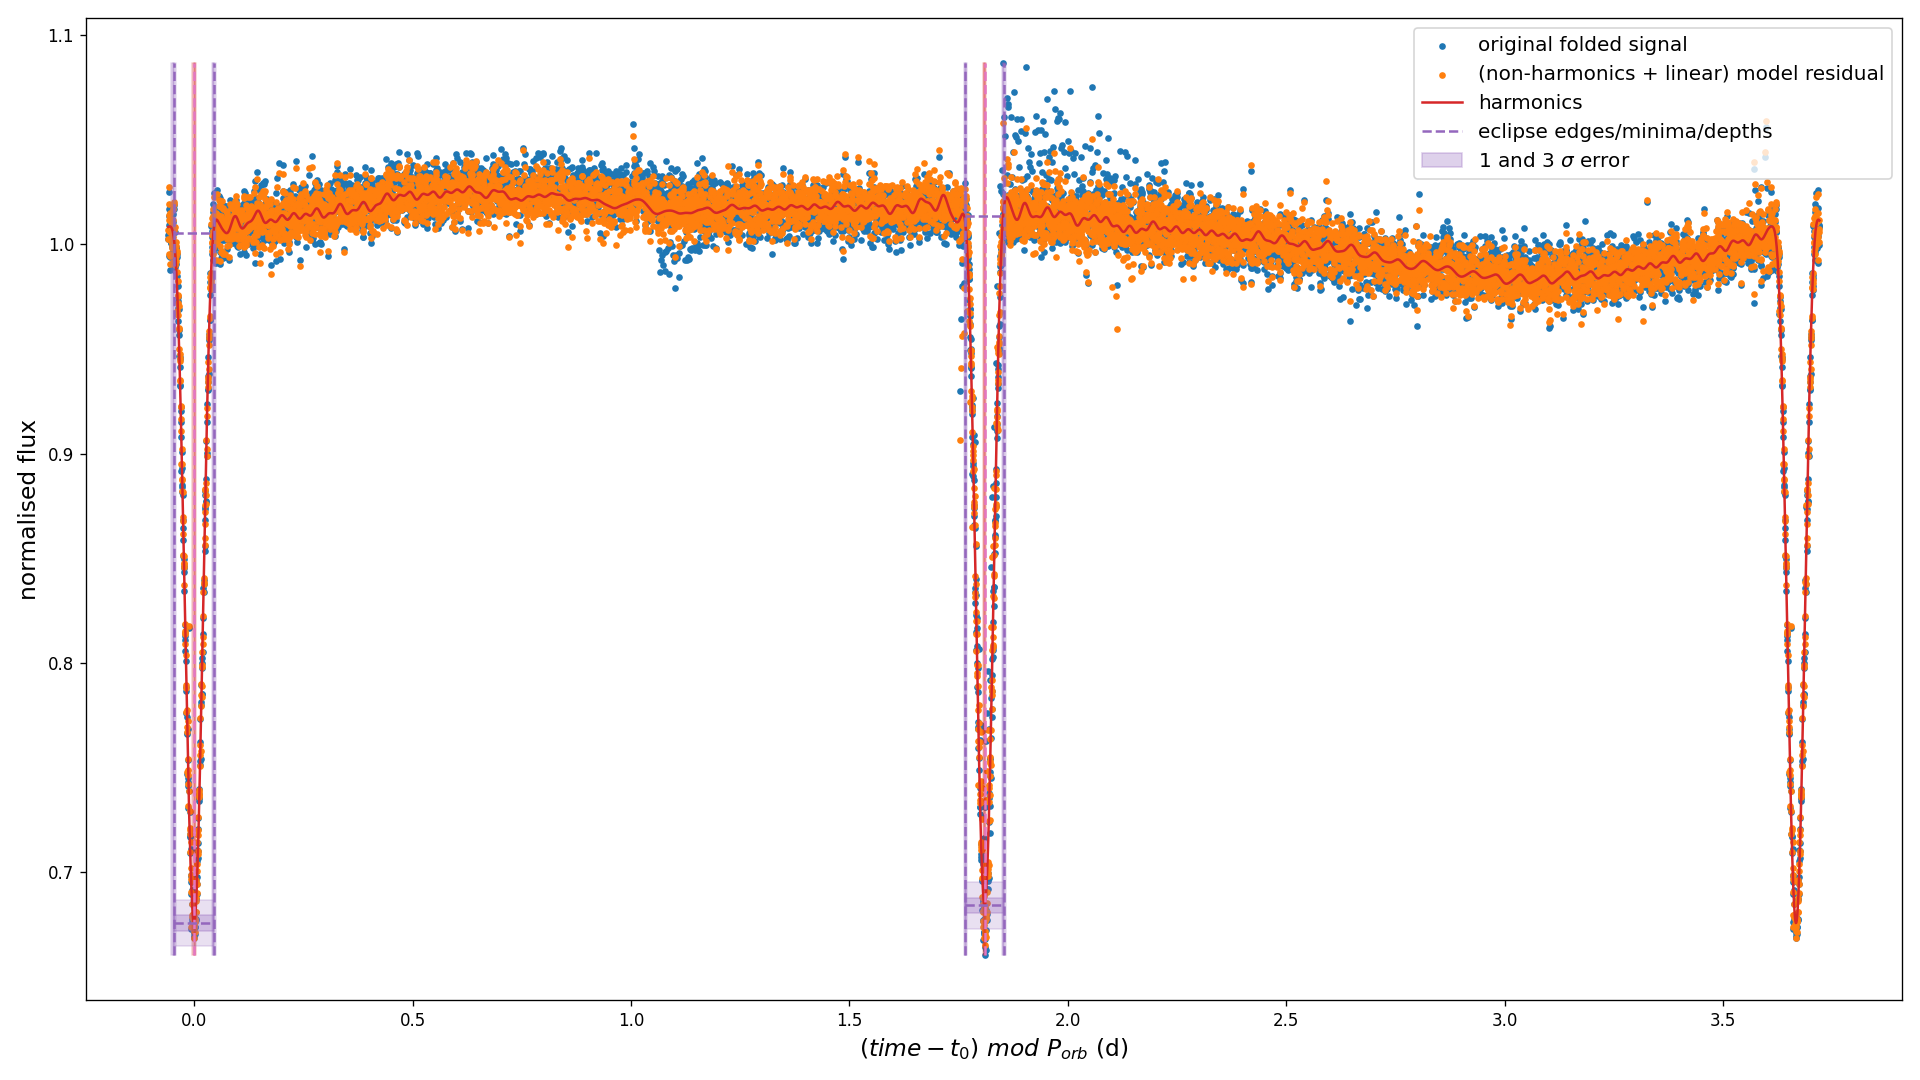 original folded signal
(non-harmonics + linear) model residual
harmonics
eclipse edges/minima/depths
1 and 3 σ error
normalised flux
1.1
1.0
0.9
0.8
0.7
0.0 0.5 1.0 1.5 2.0 2.5 3.0 3.5
(time − t₀) mod Pₒᵣb (d)